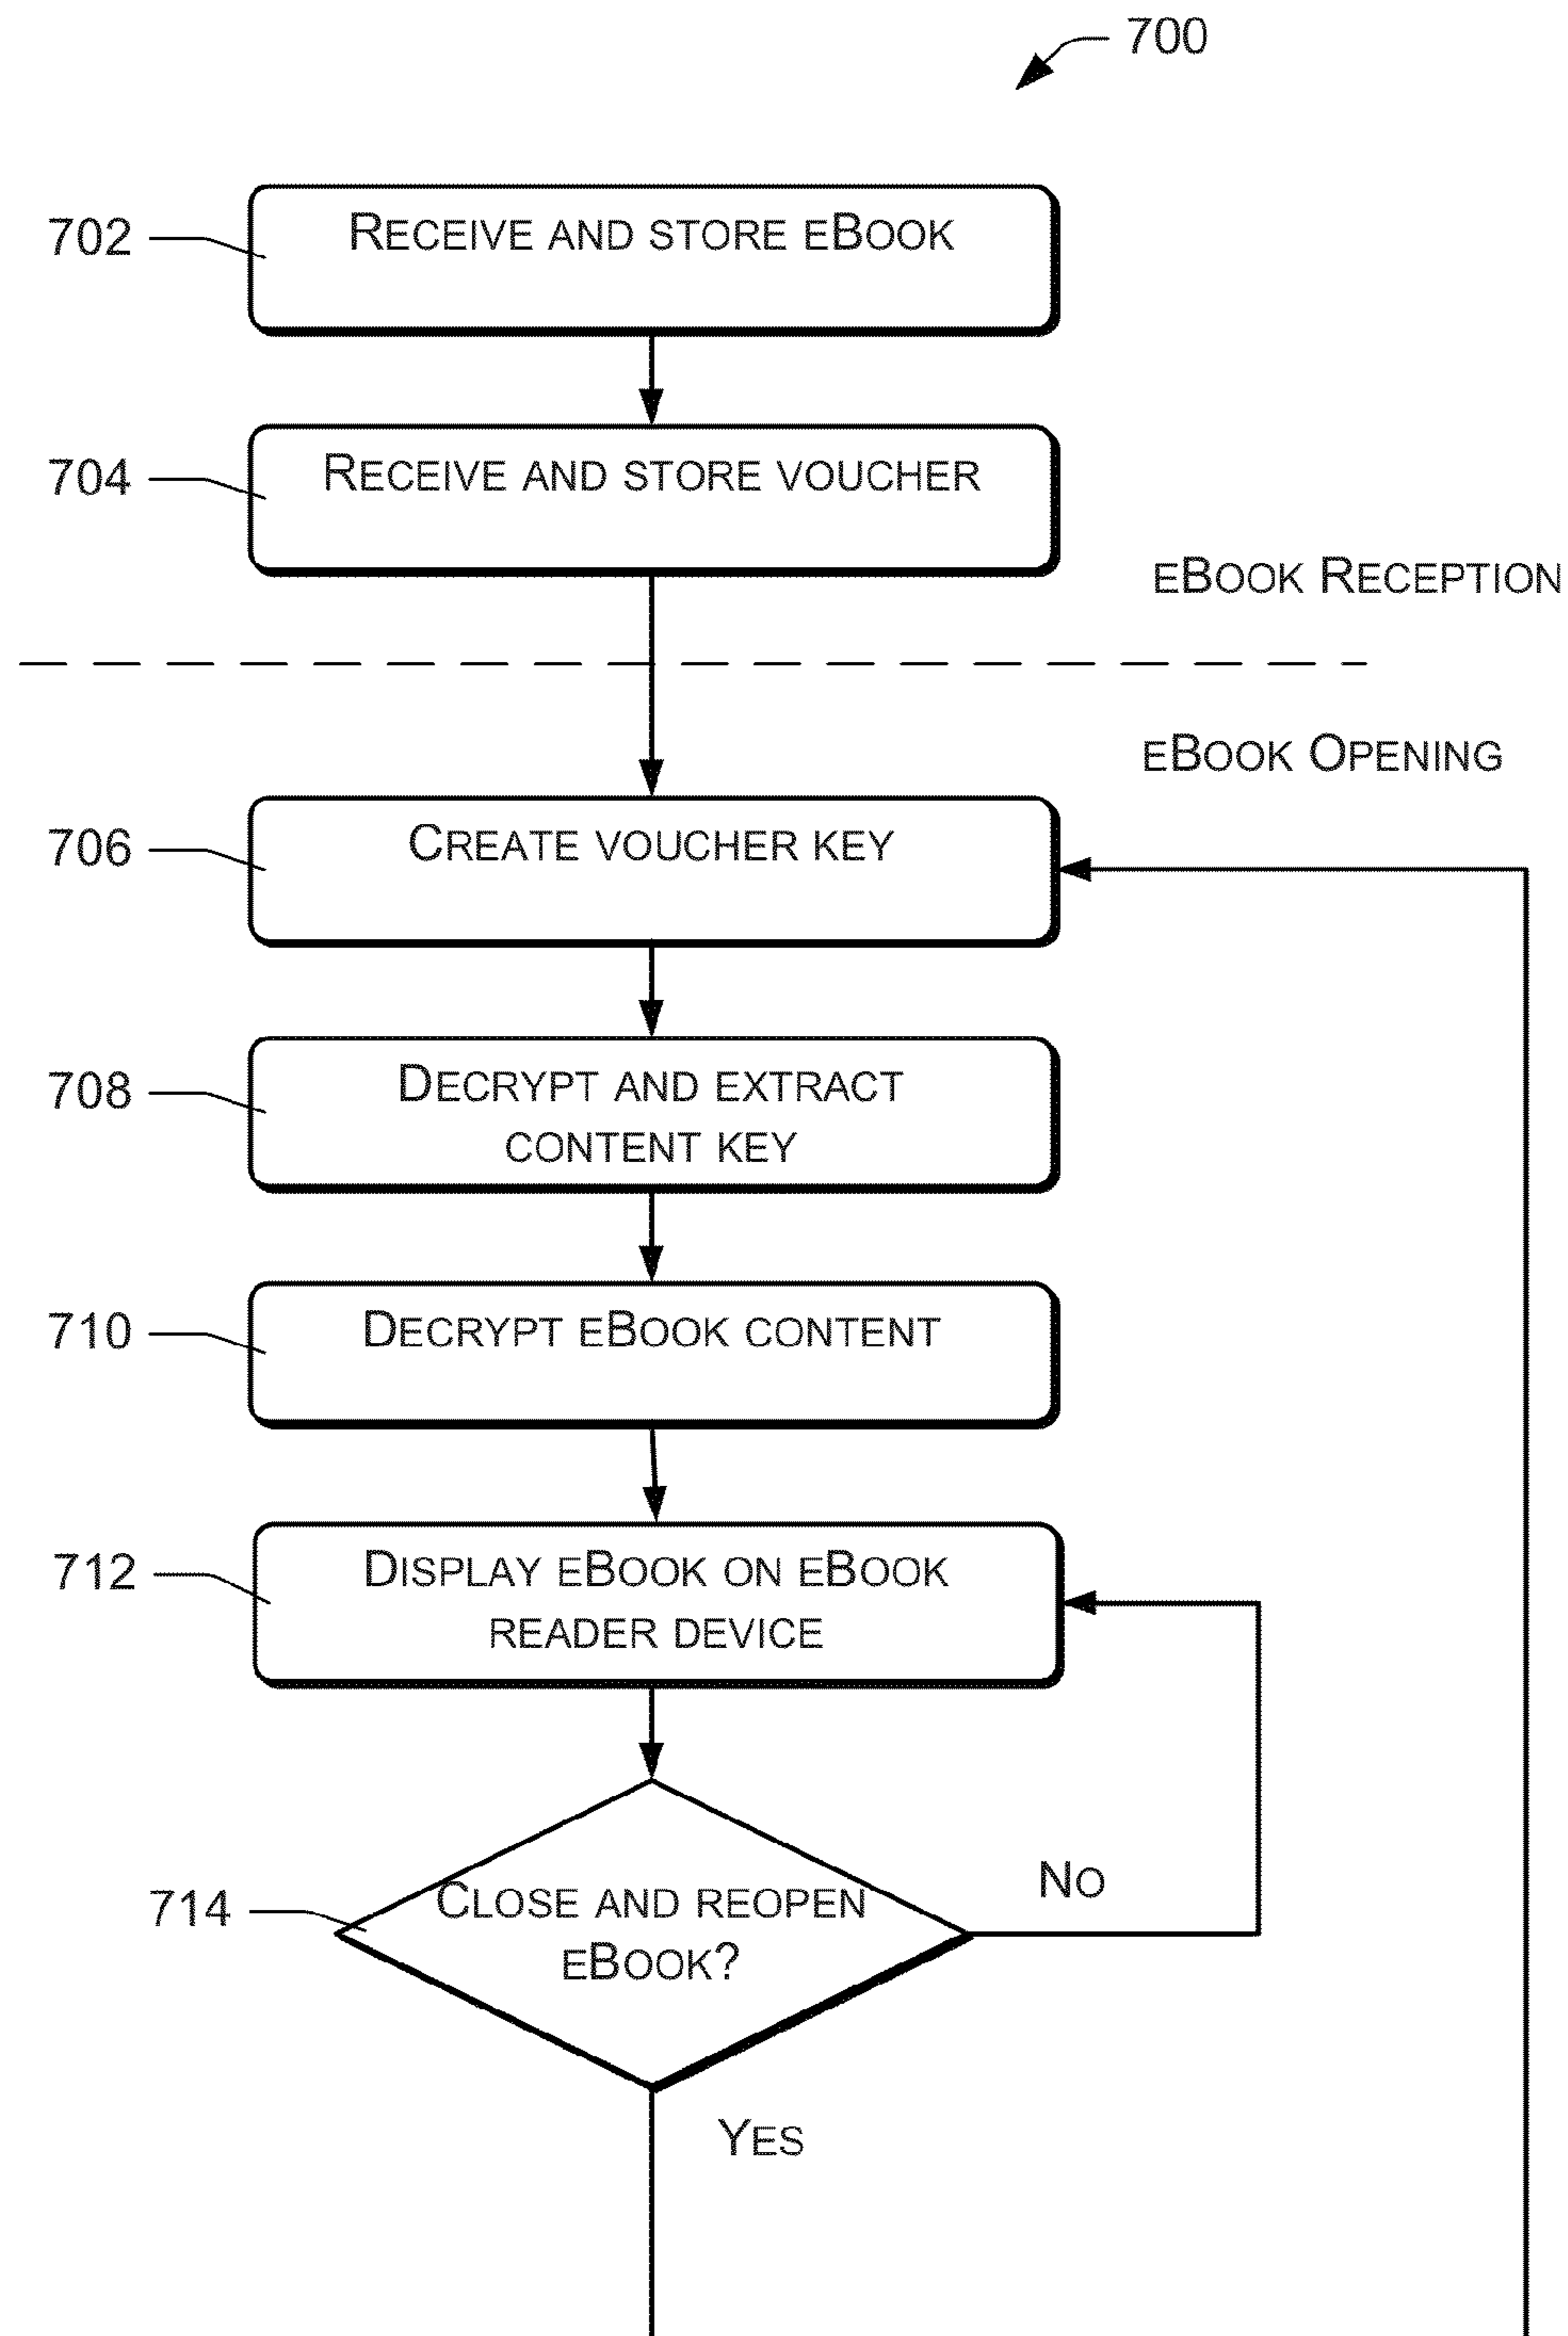 700
702
RECEIVE AND STORE EBOOK
704
RECEIVE AND STORE VOUCHER
EBOOK RECEPTION
EBOOK OPENING
706
CREATE VOUCHER KEY
708
DECRYPT AND EXTRACT
CONTENT KEY
710
DECRYPT EBOOK CONTENT
712
DISPLAY EBOOK ON EBOOK
READER DEVICE
714
CLOSE AND REOPEN
EBOOK?
NO
YES